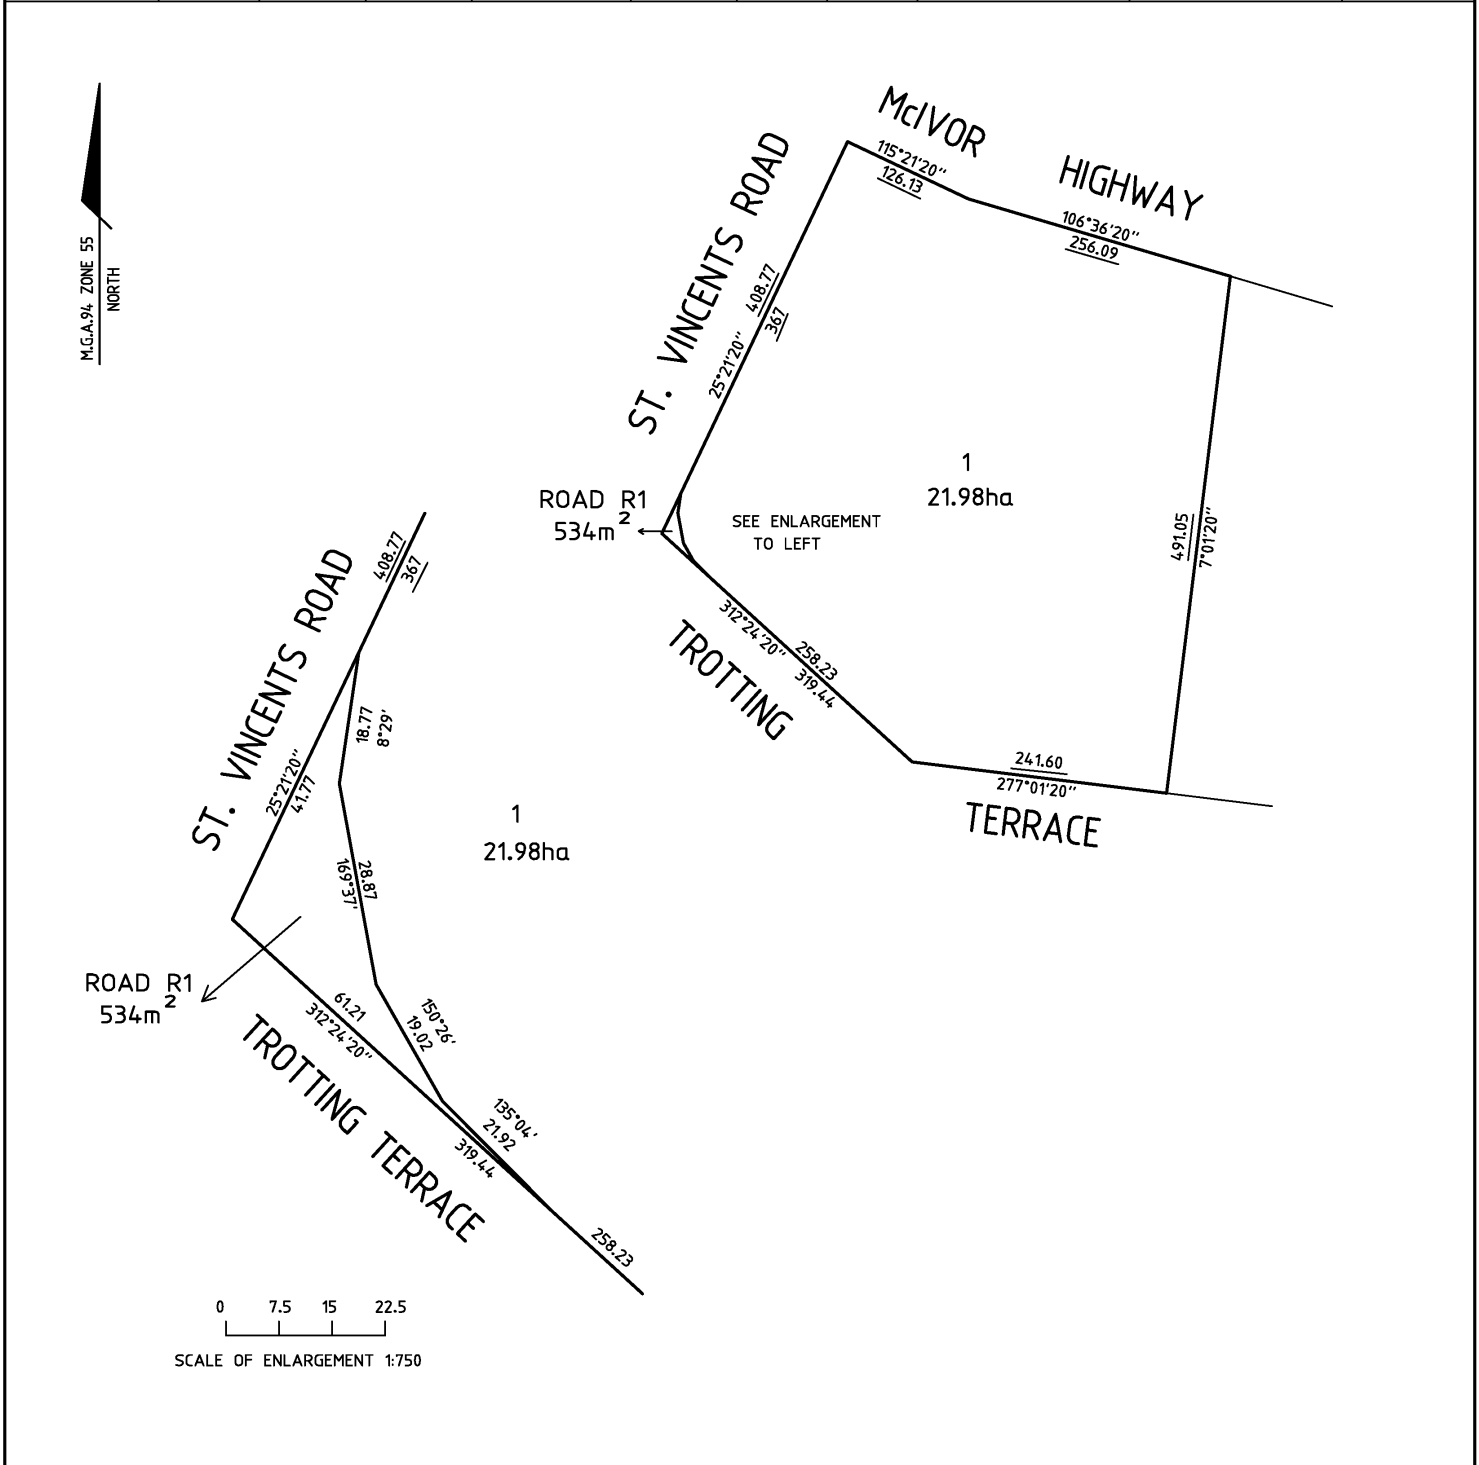 M.G.A.94 ZONE 55
NORTH
McIVOR HIGHWAY
115°21'20"
126.13
106°36'20"
256.09
ST. VINCENTS ROAD
408.77
367
25°21'20"
1
21.98ha
ROAD R1
534m²
SEE ENLARGEMENT
TO LEFT
491.05
7°01'20"
312°24'20"
258.23
319.44
TROTTING TERRACE
241.60
277°01'20"
408.77
367
ST. VINCENTS ROAD
18.77
8°29'
25°21'20"
41.77
1
21.98ha
28.87
169°37'
ROAD R1
534m²
61.21
312°24'20"
150°26'
19.02
TROTTING TERRACE
135°04'
21.92
319.44
258.23
0 7.5 15 22.5
SCALE OF ENLARGEMENT 1:750